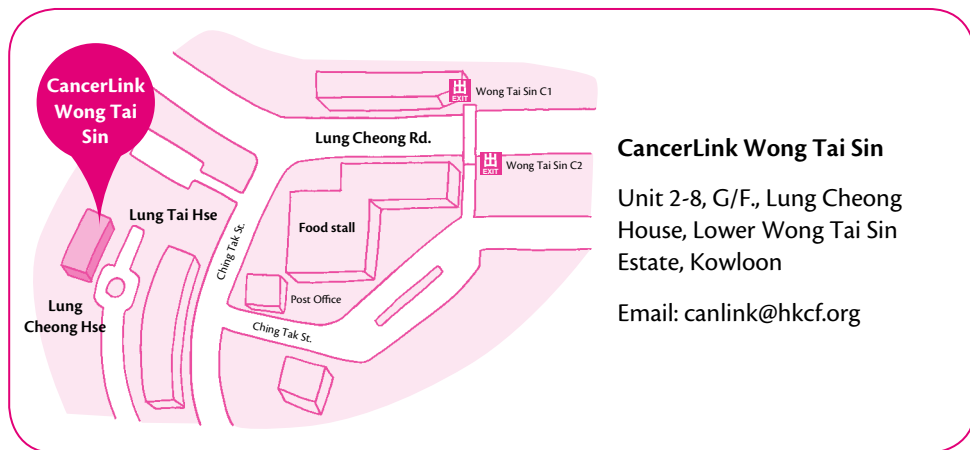 CancerLink
Wong Tai
Sin
EXIT
Wong Tai Sin C1
Lung Cheong Rd.
EXIT
Wong Tai Sin C2
Lung Tai Hse
Ching Tak St.
Food stall
Post Office
Lung
Cheong Hse
Ching Tak St.
CancerLink Wong Tai Sin
Unit 2-8, G/F., Lung Cheong
House, Lower Wong Tai Sin
Estate, Kowloon
Email: canlink@hkcf.org